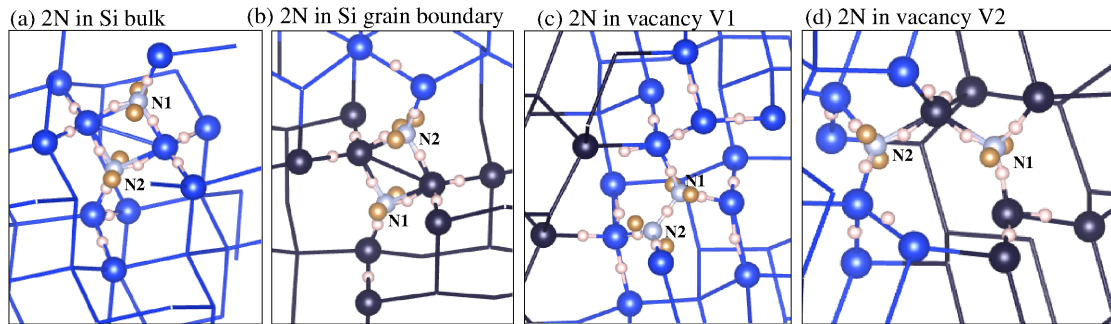 (a) 2N in Si bulk
(b) 2N in Si grain boundary
(c) 2N in vacancy V1
(d) 2N in vacancy V2
N1
N2
N2
N1
N1
N2
N2
N1